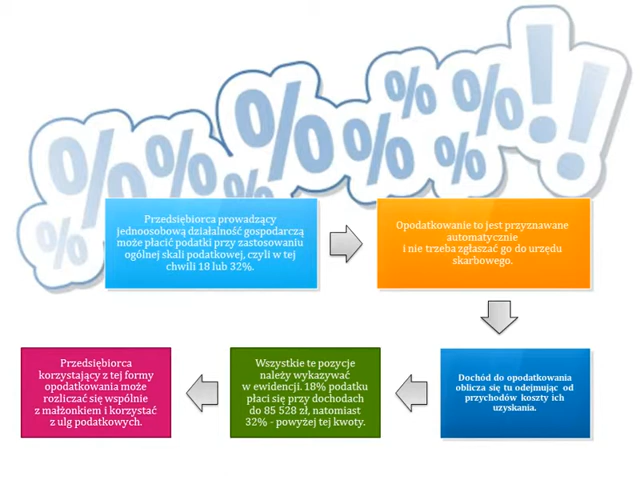 Przedsiębiorca prowadzący
jednoosobową działalność gospodarczą
może płacić podatki przy zastosowaniu
ogólnej skali podatkowej, czyli w tej
chwili 18 lub 32%.
Opodatkowanie to jest przyznawane
automatycznie
i nie trzeba zgłaszać go do urzędu
skarbowego.
Dochód do opodatkowania
oblicza się tu odejmując od
przychodów koszty ich
uzyskania.
Wszystkie te pozycje
należy wykazywać
w ewidencji. 18% podatku
płaci się przy dochodach
do 85 528 zł, natomiast
32% - powyżej tej kwoty.
Przedsiębiorca
korzystający z tej formy
opodatkowania może
rozliczać się wspólnie
z małżonkiem i korzystać
z ulg podatkowych.